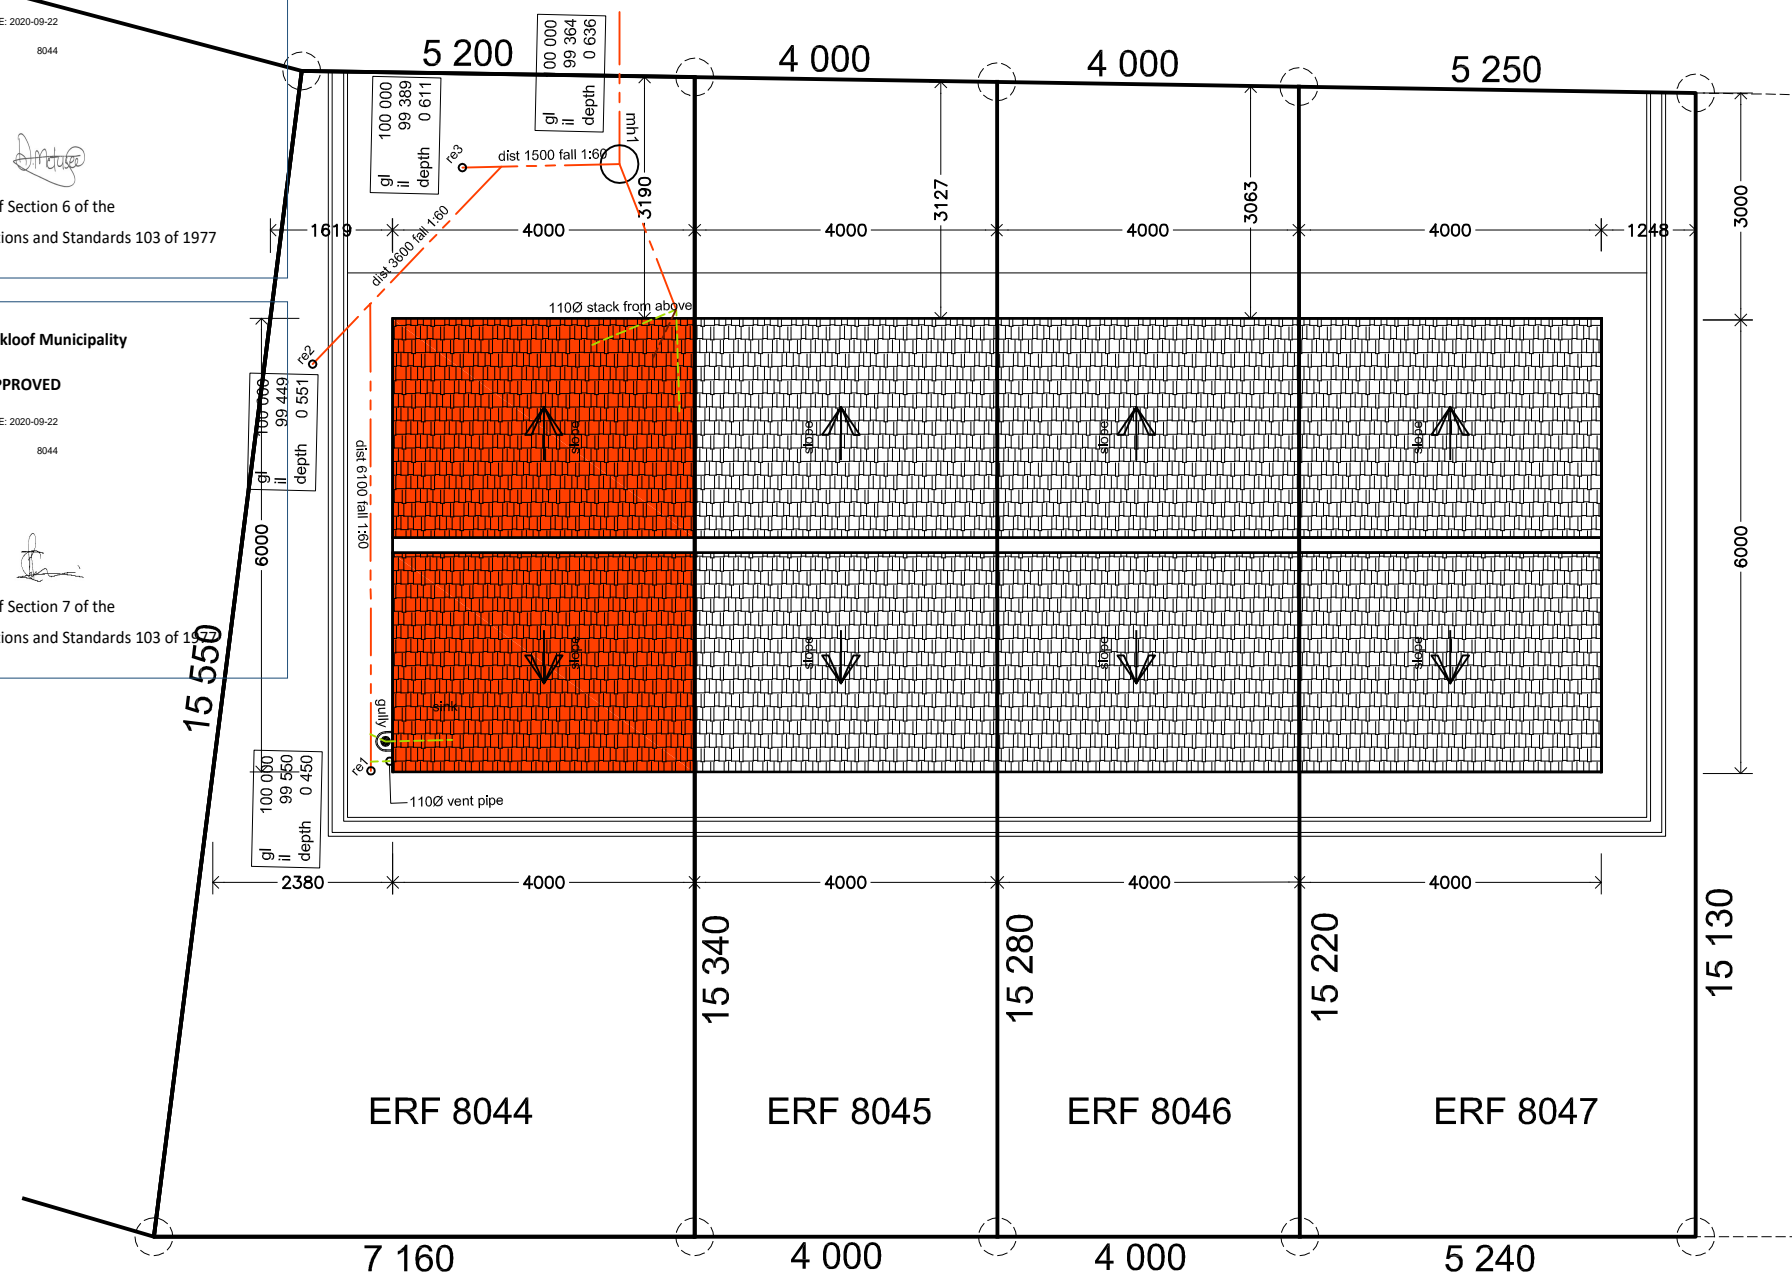 E: 2020-09-22
8044
f Section 6 of the
ions and Standards 103 of 1977
kloof Municipality
PPROVED
E: 2020-09-22
8044
f Section 7 of the
ions and Standards 103 of 1977
5 200
4 000
4 000
5 250
gl 00 000
il 99 364
depth 0 636
gl 100 000
il 99 389
depth 0 611
mh1
re3
dist 1500 fall 1:60
3190
3127
3063
3000
1619
4000
4000
4000
4000
1248
dist 3600 fall 1:60
110Ø stack from above
re2
gl 100 000
il 99 449
depth 0 551
dist 6100 fall 1:60
slope
slope
slope
slope
6000
6000
15 550
slope
slope
slope
slope
sink
gully
re1
gl 100 000
il 99 550
depth 0 450
110Ø vent pipe
2380
4000
4000
4000
4000
15 340
15 280
15 220
15 130
ERF 8044
ERF 8045
ERF 8046
ERF 8047
7 160
4 000
4 000
5 240